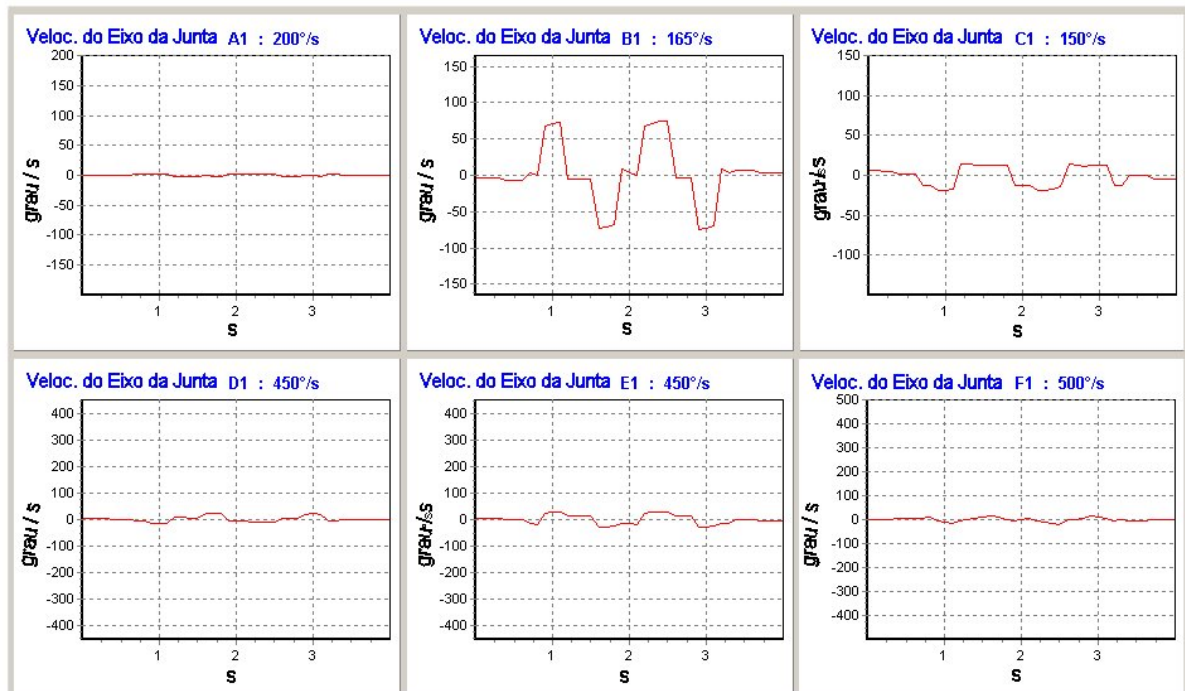 Veloc. do Eixo da Junta A1 : 200°/s
200
150
100
50
0
-50
-100
-150
grau / s
1 2 3
s
Veloc. do Eixo da Junta B1 : 165°/s
150
100
50
0
-50
-100
-150
grau / s
1 2 3
s
Veloc. do Eixo da Junta C1 : 150°/s
150
100
50
0
-50
-100
grau/s
1 2 3
s
Veloc. do Eixo da Junta D1 : 450°/s
400
300
200
100
0
-100
-200
-300
-400
grau / s
1 2 3
s
Veloc. do Eixo da Junta E1 : 450°/s
400
300
200
100
0
-100
-200
-300
-400
grau/s
1 2 3
s
Veloc. do Eixo da Junta F1 : 500°/s
500
400
300
200
100
0
-100
-200
-300
-400
grau / s
1 2 3
s